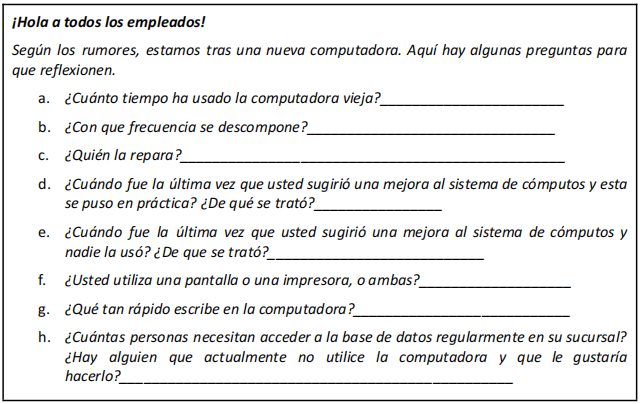 ¡Hola a todos los empleados!
Según los rumores, estamos tras una nueva computadora. Aquí hay algunas preguntas para
que reflexionen.
a. ¿Cuánto tiempo ha usado la computadora vieja?_______________________
b. ¿Con que frecuencia se descompone?_______________________________
c. ¿Quién la repara?________________________________________________
d. ¿Cuándo fue la última vez que usted sugirió una mejora al sistema de cómputos y esta
se puso en práctica? ¿De qué se trató?________________
e. ¿Cuándo fue la última vez que usted sugirió una mejora al sistema de cómputos y
nadie la usó? ¿De que se trató?___________________________
f. ¿Usted utiliza una pantalla o una impresora, o ambas?___________________
g. ¿Qué tan rápido escribe en la computadora?___________________________
h. ¿Cuántas personas necesitan acceder a la base de datos regularmente en su sucursal?
¿Hay alguien que actualmente no utilice la computadora y que le gustaría
hacerlo?_________________________________________________